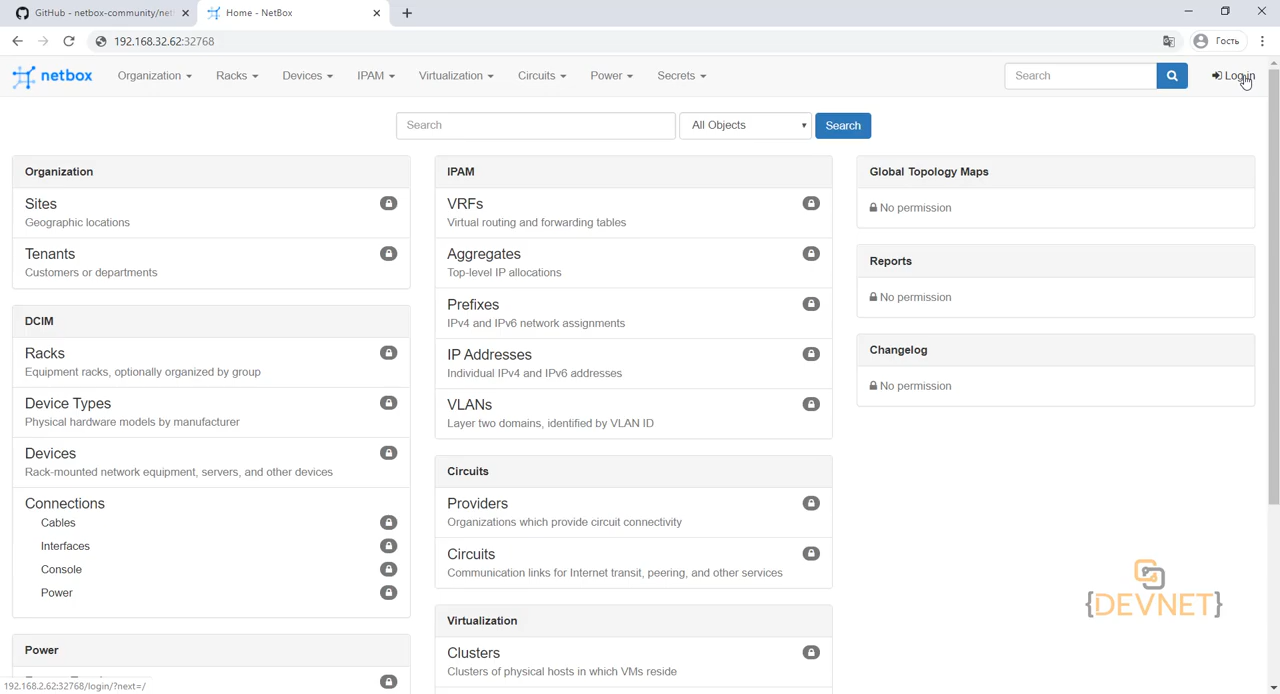 GitHub - netbox-community/net
Home - NetBox
192.168.32.62:32768
Гость
netbox
Organization
Racks
Devices
IPAM
Virtualization
Circuits
Power
Secrets
Search
Log in
Search
All Objects
Search
Organization
Sites
Geographic locations
Tenants
Customers or departments
DCIM
Racks
Equipment racks, optionally organized by group
Device Types
Physical hardware models by manufacturer
Devices
Rack-mounted network equipment, servers, and other devices
Connections
Cables
Interfaces
Console
Power
Power
IPAM
VRFs
Virtual routing and forwarding tables
Aggregates
Top-level IP allocations
Prefixes
IPv4 and IPv6 network assignments
IP Addresses
Individual IPv4 and IPv6 addresses
VLANs
Layer two domains, identified by VLAN ID
Circuits
Providers
Organizations which provide circuit connectivity
Circuits
Communication links for Internet transit, peering, and other services
Virtualization
Clusters
Clusters of physical hosts in which VMs reside
Global Topology Maps
No permission
Reports
No permission
Changelog
No permission
{DEVNET}
192.168.2.62:32768/login/?next=/